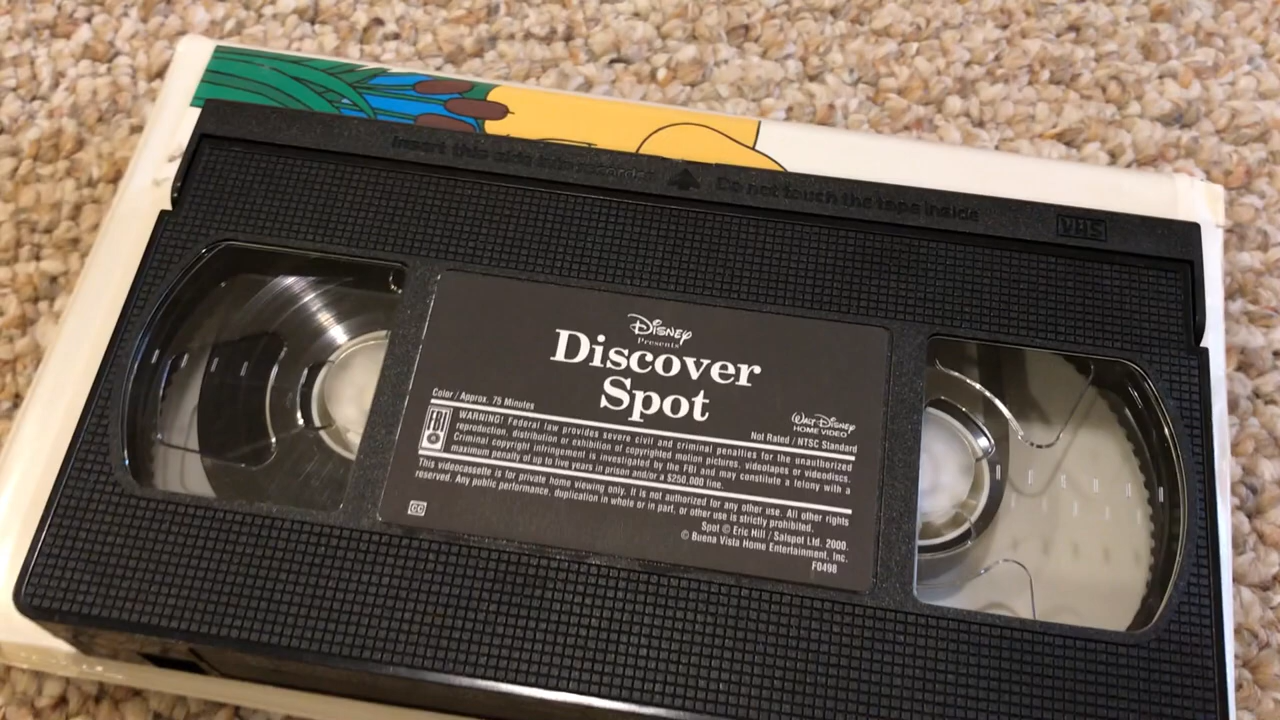 Insert this side into recorder Do not touch the tape inside
VHS
Disney
Presents
Discover
Spot
Color / Approx. 75 Minutes
WALT DISNEY
HOME VIDEO
Not Rated / NTSC Standard
FBI
WARNING! Federal law provides severe civil and criminal penalties for the unauthorized
reproduction, distribution or exhibition of copyrighted motion pictures, videotapes or videodiscs.
Criminal copyright infringement is investigated by the FBI and may constitute a felony with a
maximum penalty of up to five years in prison and/or a $250,000 fine.
This videocassette is for private home viewing only. It is not authorized for any other use. All other rights
reserved. Any public performance, duplication in whole or in part, or other use is strictly prohibited.
CC
Spot © Eric Hill / Salspot Ltd. 2000.
© Buena Vista Home Entertainment, Inc.
F0498